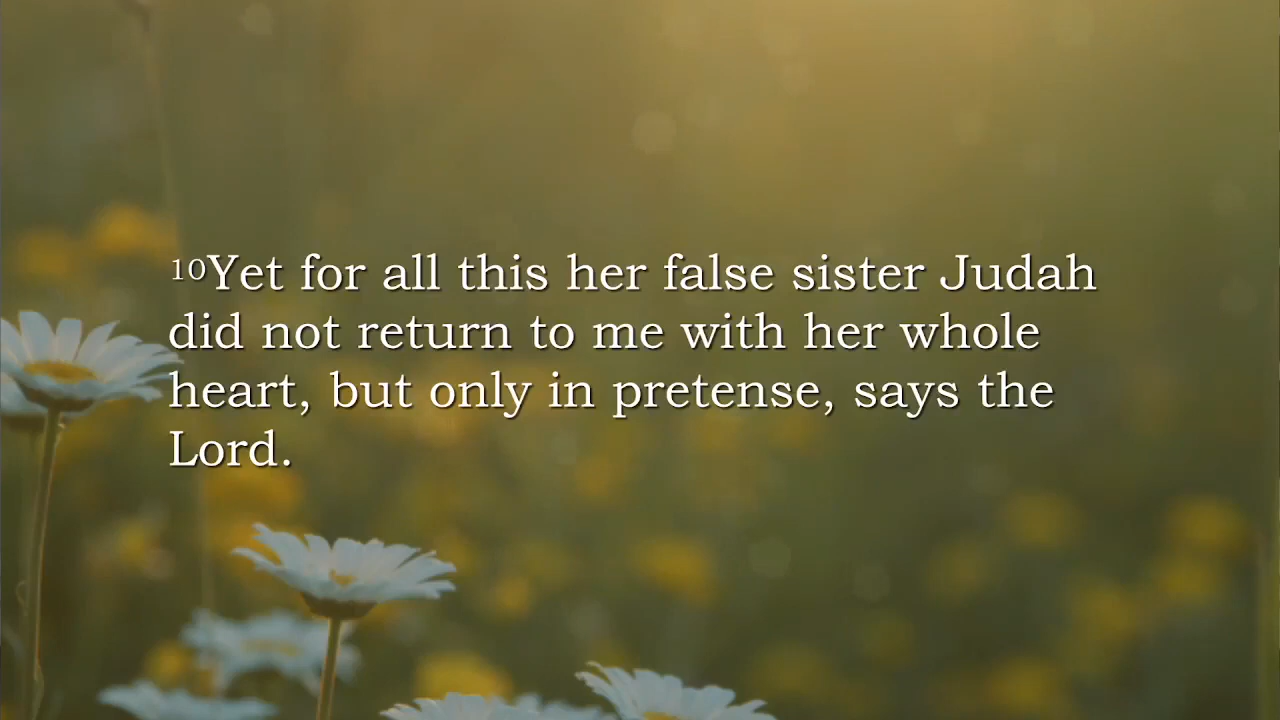 10Yet for all this her false sister Judah
did not return to me with her whole
heart, but only in pretense, says the
Lord.